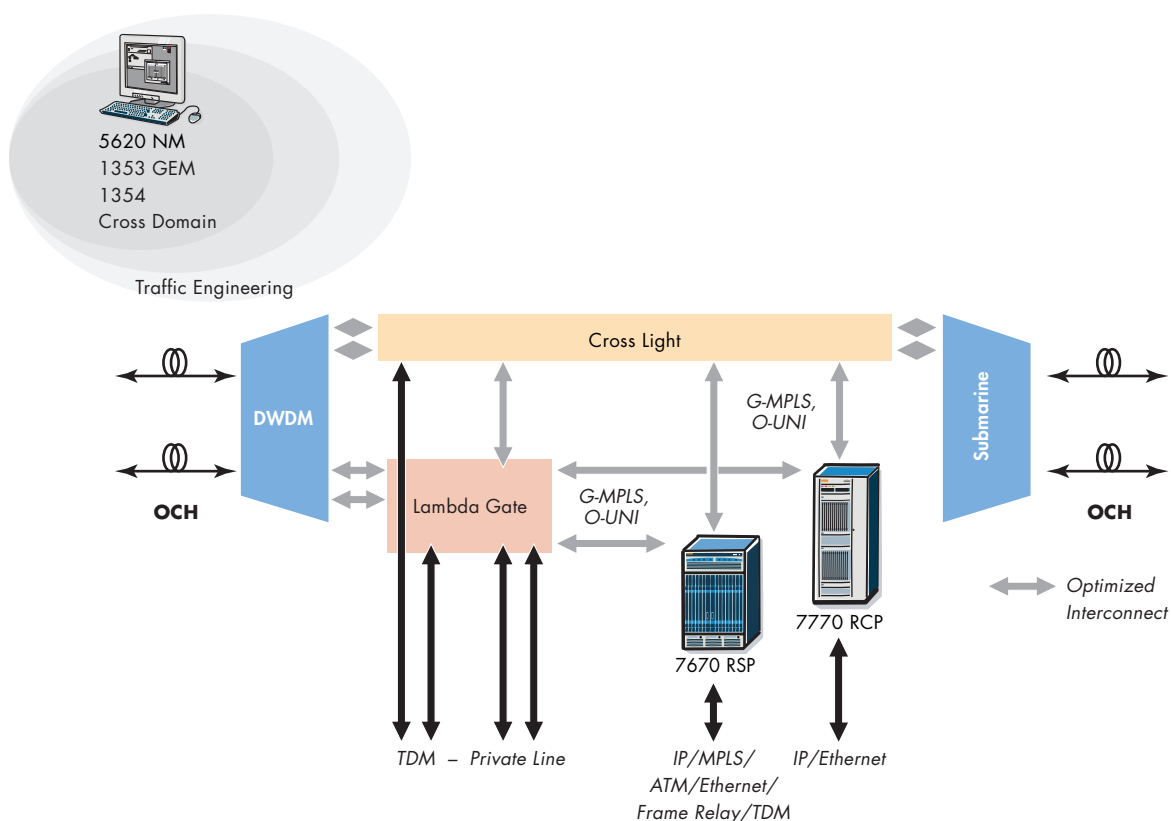 5620 NM
1353 GEM
1354
Cross Domain
Traffic Engineering
Cross Light
DWDM
Submarine
G-MPLS,
O-UNI
Lambda Gate
G-MPLS,
O-UNI
OCH
OCH
Optimized
Interconnect
7770 RCP
7670 RSP
TDM – Private Line
IP/MPLS/
ATM/Ethernet/
Frame Relay/TDM
IP/Ethernet